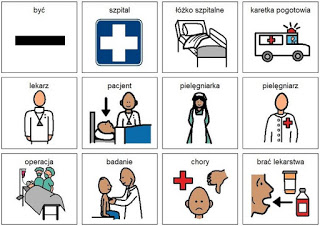 być szpital łóżko szpitalne karetka pogotowia
lekarz pacjent pielęgniarka pielęgniarz
operacja badanie chory brać lekarstwa